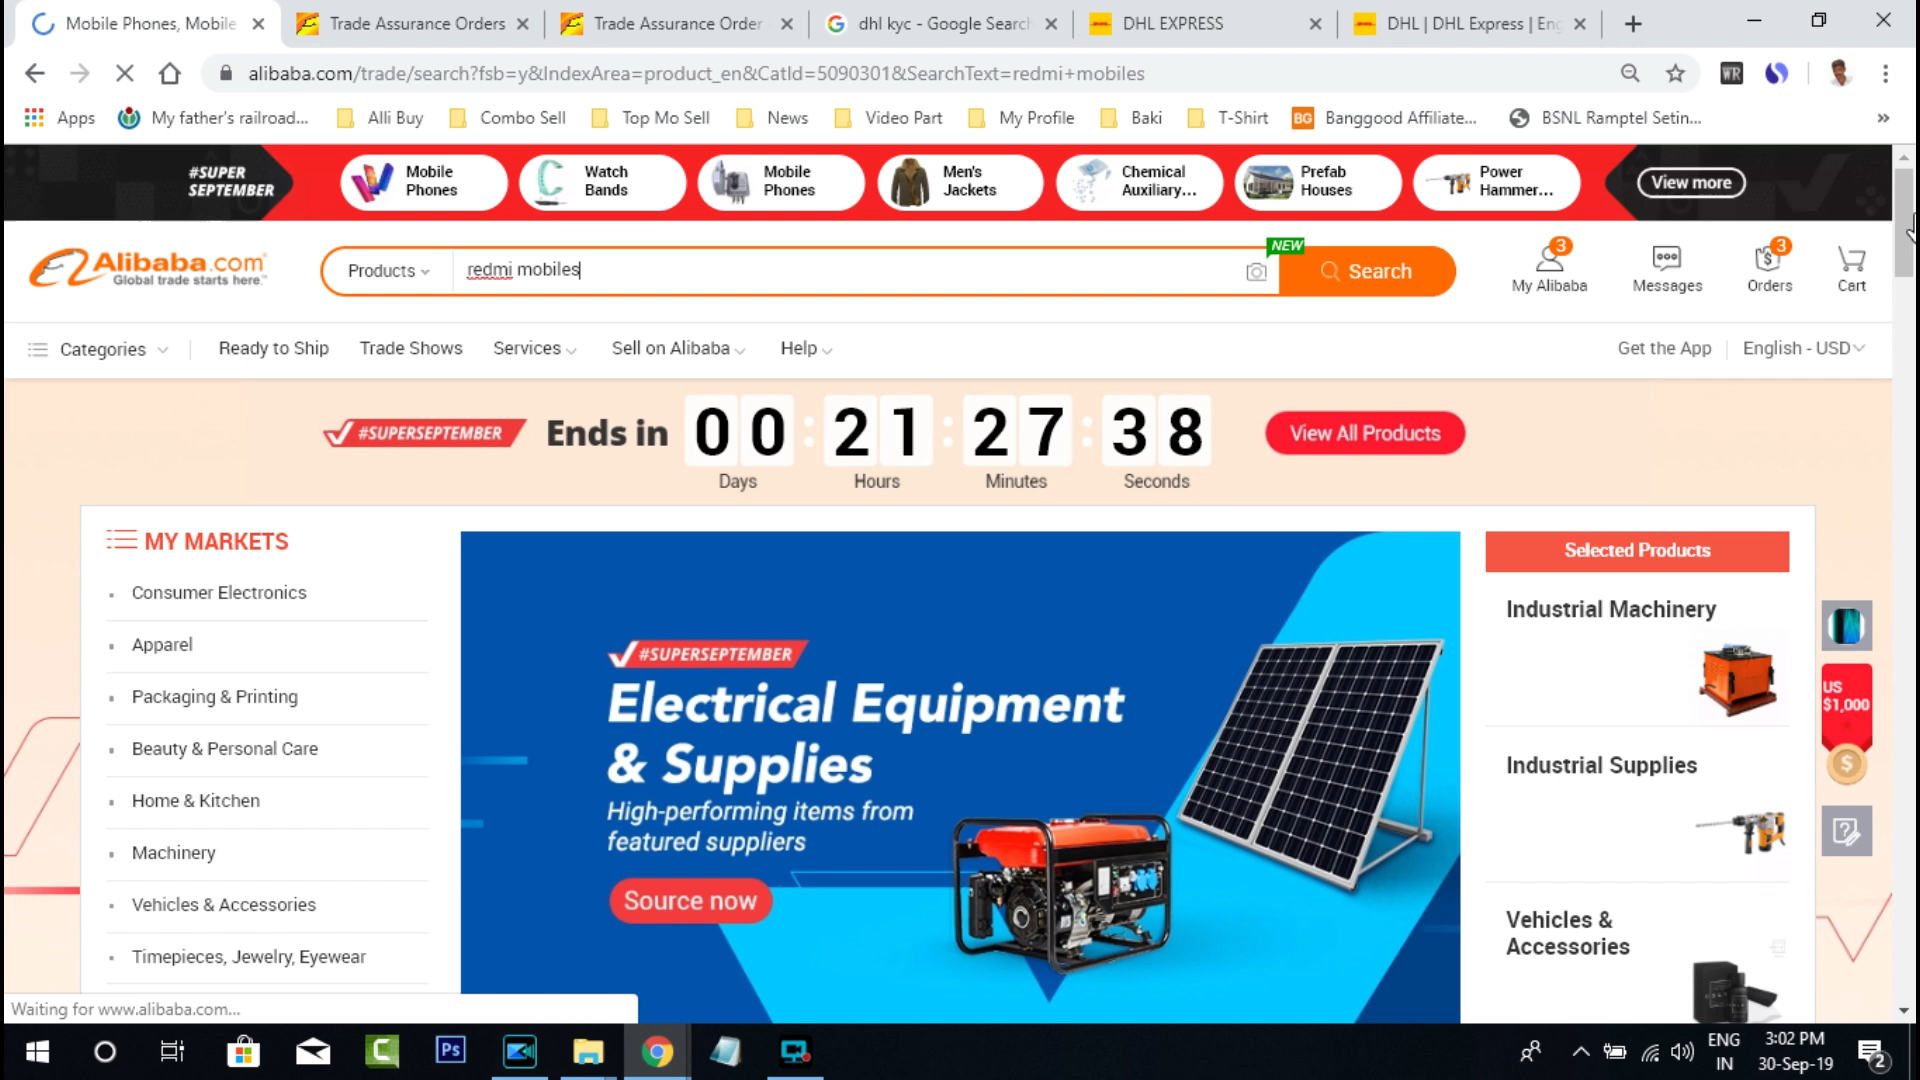 Mobile Phones, Mobile
Trade Assurance Orders
Trade Assurance Order
dhl kyc - Google Search
DHL EXPRESS
DHL | DHL Express | Eng
alibaba.com/trade/search?fsb=y&IndexArea=product_en&CatId=5090301&SearchText=redmi+mobiles
WR
Apps
My father's railroad...
Alli Buy
Combo Sell
Top Mo Sell
News
Video Part
My Profile
Baki
T-Shirt
BG
Banggood Affiliate...
BSNL Ramptel Setin...
»
#SUPER
SEPTEMBER
Mobile
Phones
Watch
Bands
Mobile
Phones
Men's
Jackets
Chemical
Auxiliary...
Prefab
Houses
Power
Hammer...
View more
Alibaba.com
Global trade starts here.™
Products
redmi mobiles
NEW
Search
3
My Alibaba
Messages
3
Orders
Cart
Categories
Ready to Ship
Trade Shows
Services
Sell on Alibaba
Help
Get the App
English - USD
#SUPERSEPTEMBER
Ends in
00 : 21 : 27 : 38
Days
Hours
Minutes
Seconds
View All Products
MY MARKETS
Consumer Electronics
Apparel
Packaging & Printing
Beauty & Personal Care
Home & Kitchen
Machinery
Vehicles & Accessories
Timepieces, Jewelry, Eyewear
#SUPERSEPTEMBER
Electrical Equipment
& Supplies
High-performing items from
featured suppliers
Source now
Selected Products
Industrial Machinery
Industrial Supplies
Vehicles &
Accessories
US
$1,000
$
Waiting for www.alibaba.com...
Ps
ENG
IN
3:02 PM
30-Sep-19
2